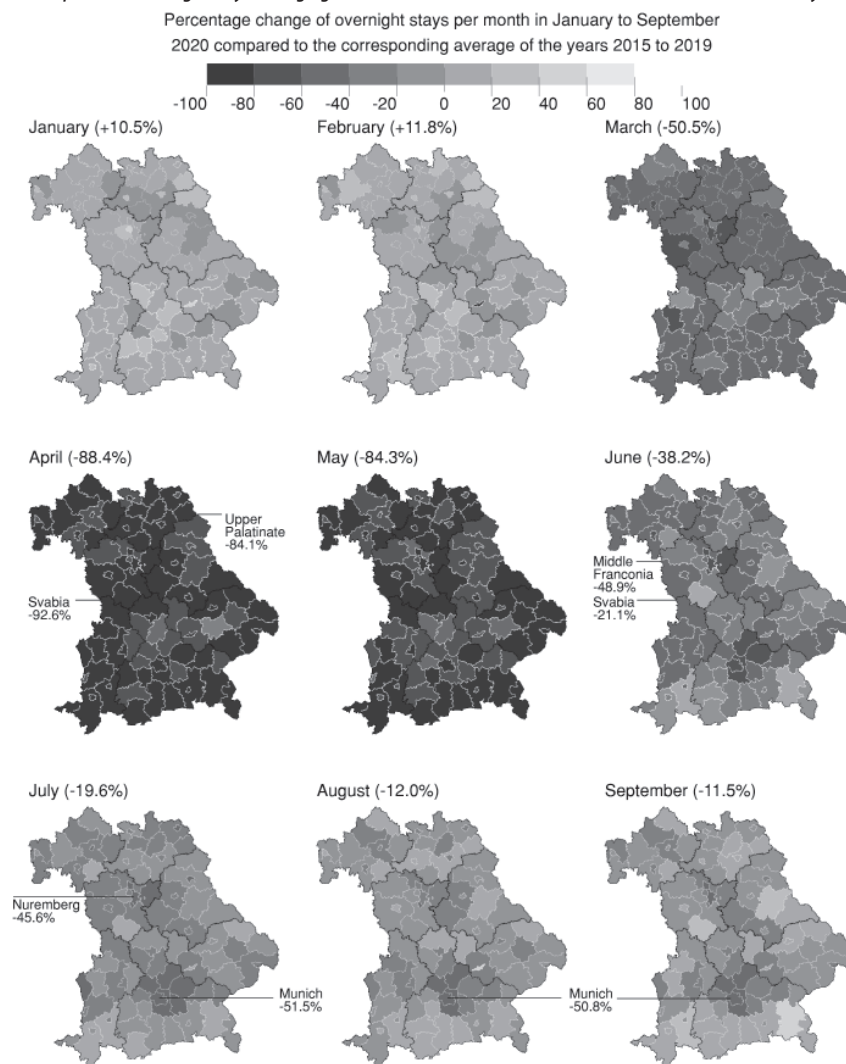 Percentage change of overnight stays per month in January to September
2020 compared to the corresponding average of the years 2015 to 2019
-100 -80 -60 -40 -20 0 20 40 60 80 100
January (+10.5%) February (+11.8%) March (-50.5%)
April (-88.4%) May (-84.3%) June (-38.2%)
Upper
Palatinate
-84.1%
Svabia
-92.6%
Middle
Franconia
-48.9%
Svabia
-21.1%
July (-19.6%) August (-12.0%) September (-11.5%)
Nuremberg
-45.6%
Munich
-51.5%
Munich
-50.8%